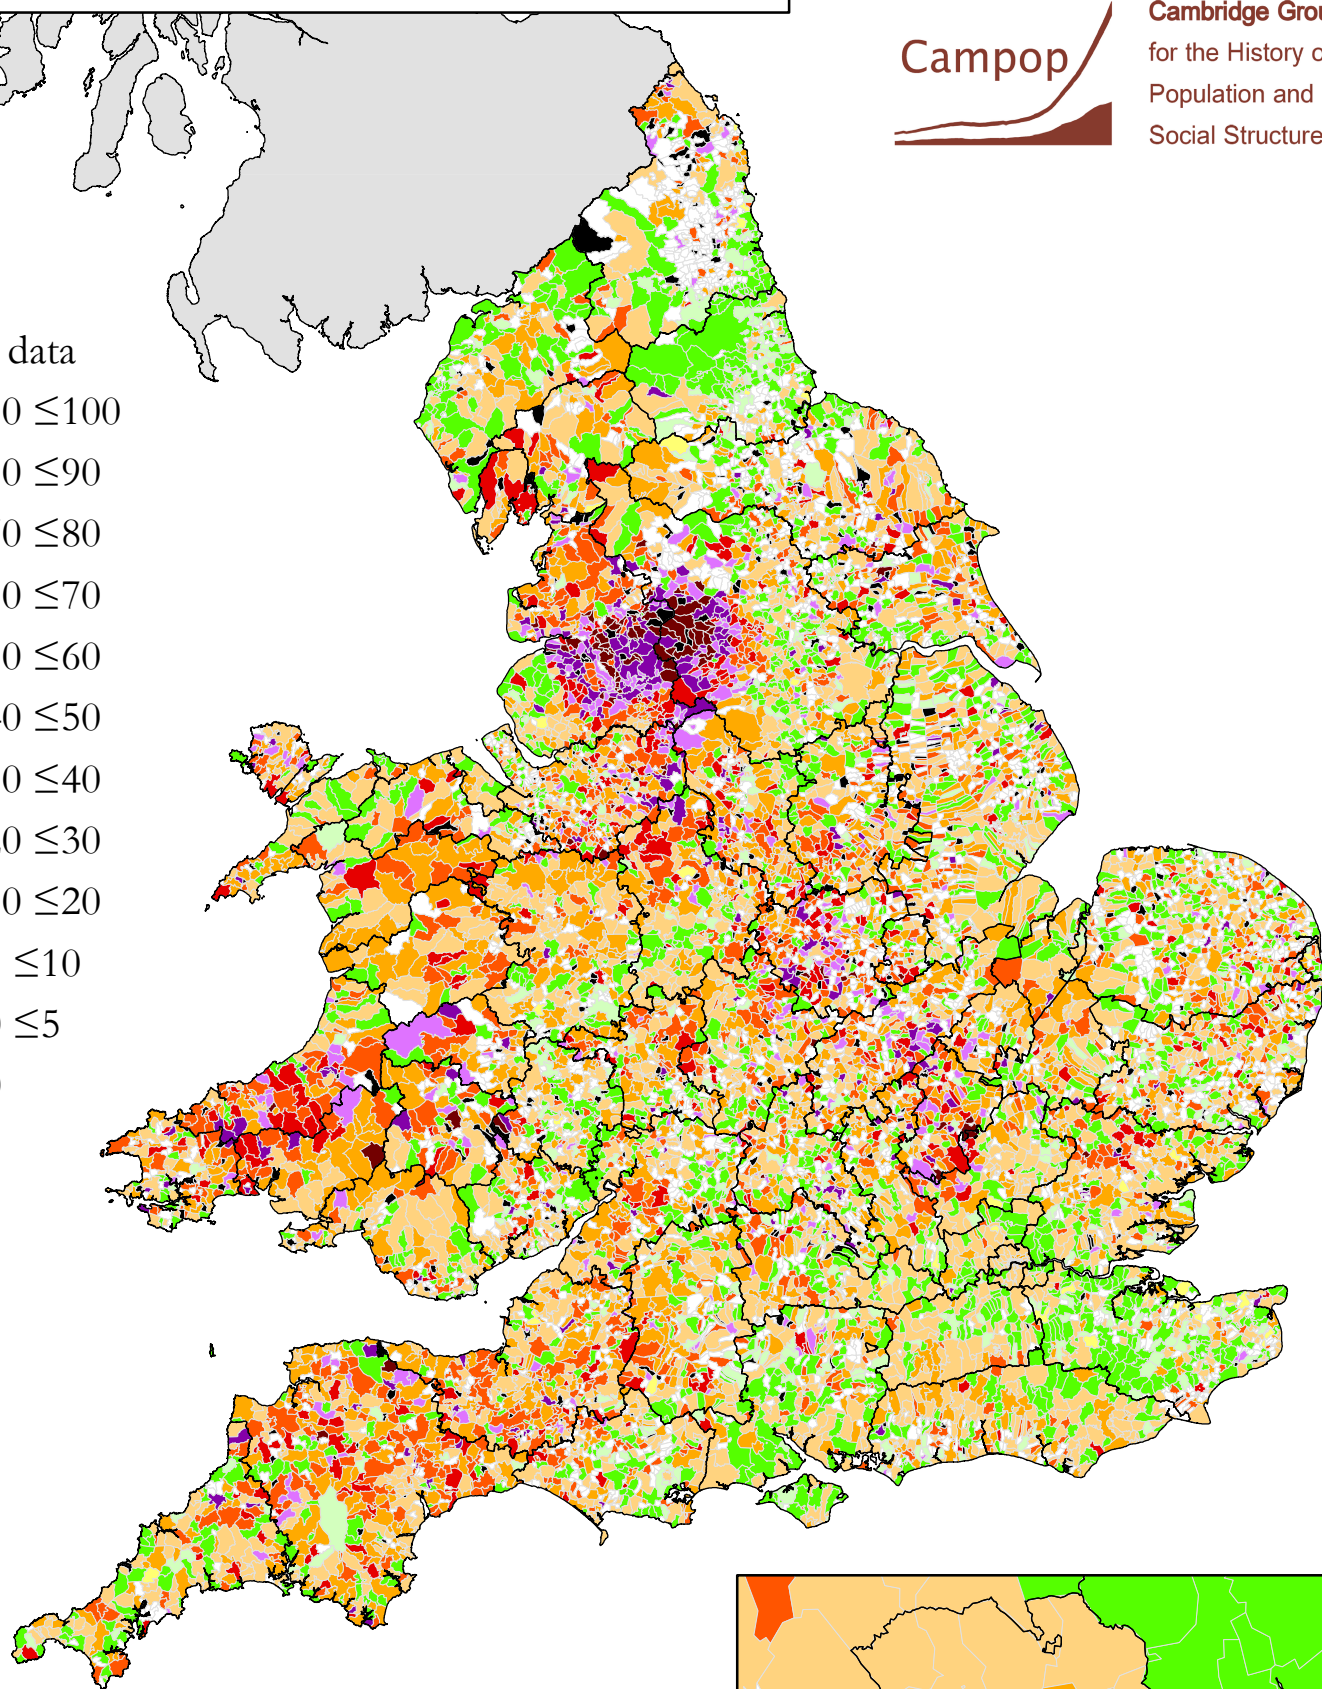 Cambridge Grou
for the History o
Population and
Social Structure
Campop
data
0 ≤100
0 ≤90
0 ≤80
0 ≤70
0 ≤60
0 ≤50
0 ≤40
0 ≤30
0 ≤20
≤10
≤5